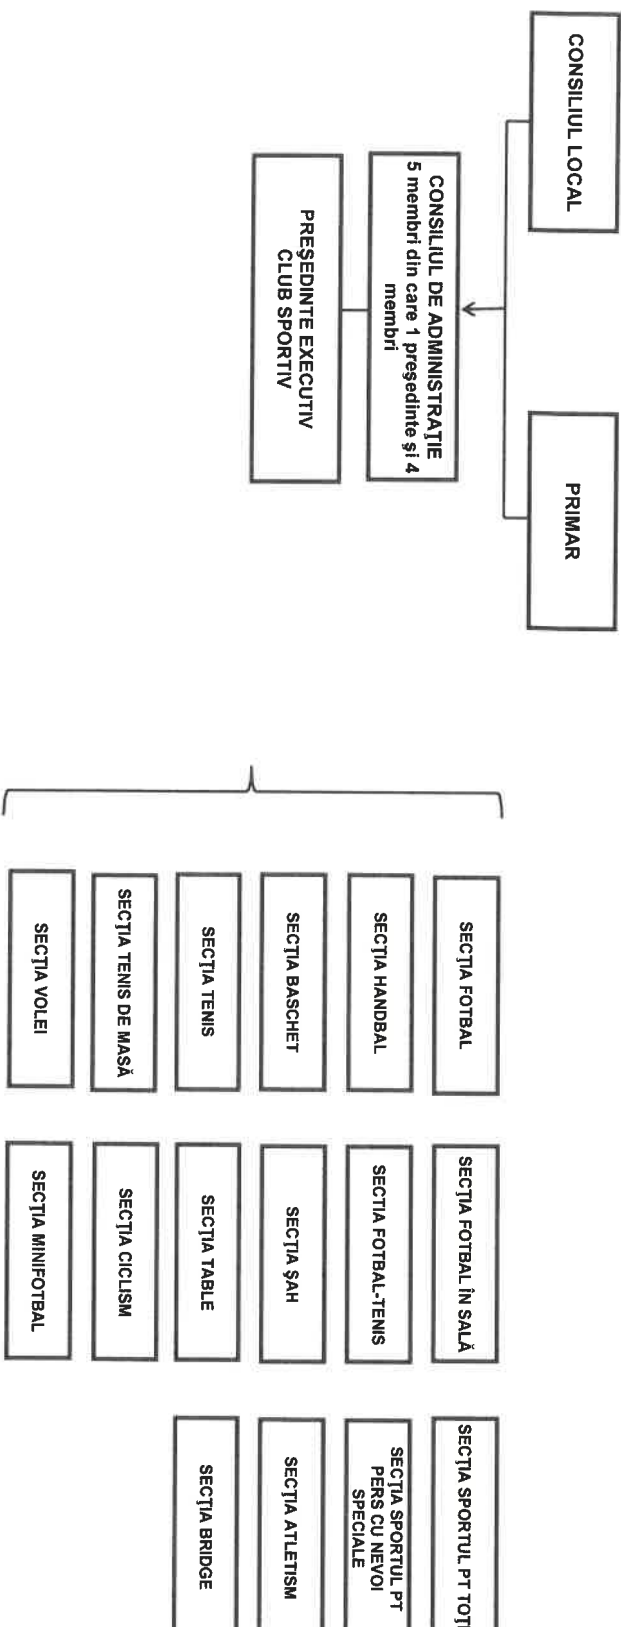 CONSILIUL LOCAL
PRIMAR
CONSILIUL DE ADMINISTRAȚIE
5 membri din care 1 președinte și 4
membri
PREȘEDINTE EXECUTIV
CLUB SPORTIV
SECȚIA FOTBAL
SECȚIA FOTBAL ÎN SALĂ
SECȚIA SPORTUL PT TOȚI
SECȚIA HANDBAL
SECTIA FOTBAL-TENIS
SECȚIA SPORTUL PT
PERS CU NEVOI
SPECIALE
SECȚIA BASCHET
SECȚIA ȘAH
SECȚIA ATLETISM
SECȚIA TENIS
SECȚIA TABLE
SECȚIA BRIDGE
SECȚIA TENIS DE MASĂ
SECȚIA CICLISM
SECȚIA VOLEI
SECȚIA MINIFOTBAL